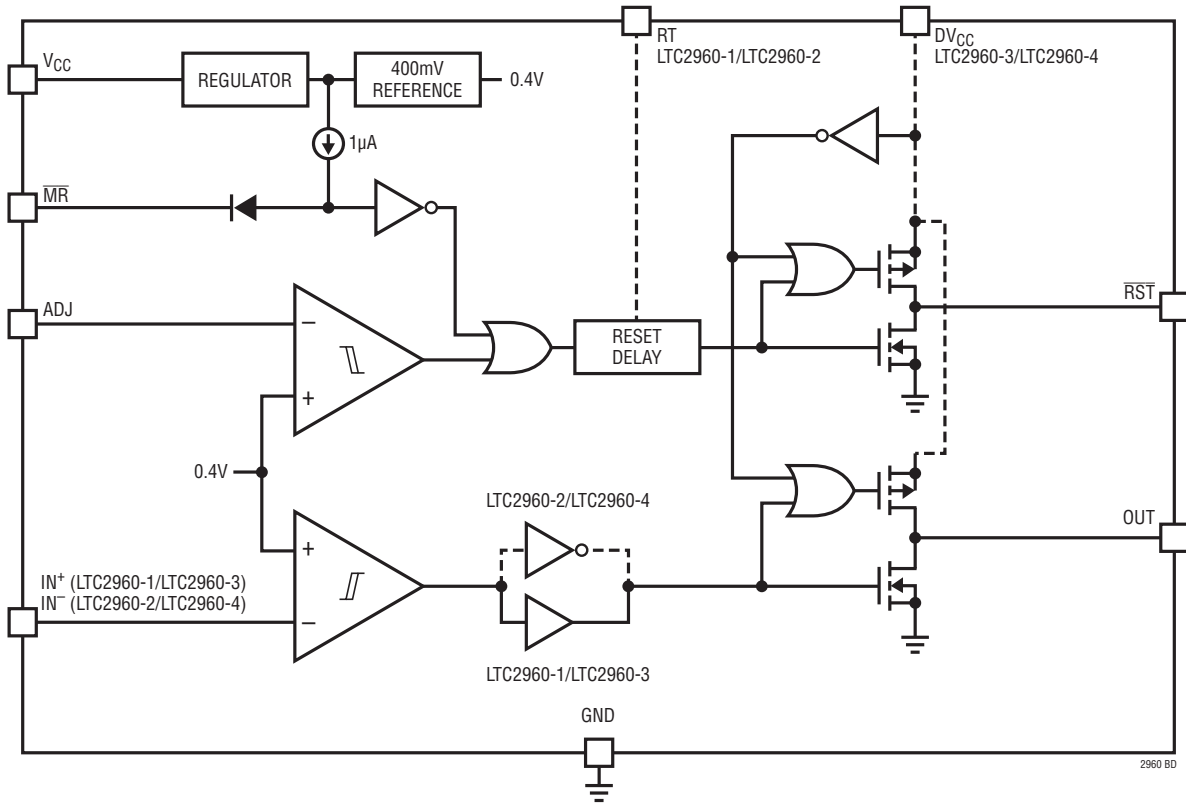 RT
LTC2960-1/LTC2960-2
DVCC
LTC2960-3/LTC2960-4
VCC
REGULATOR
400mV
REFERENCE
0.4V
1µA
M̅R̅
ADJ
–
+
RESET
DELAY
R̅S̅T̅
0.4V
LTC2960-2/LTC2960-4
OUT
+
–
IN+ (LTC2960-1/LTC2960-3)
IN– (LTC2960-2/LTC2960-4)
LTC2960-1/LTC2960-3
GND
2960 BD